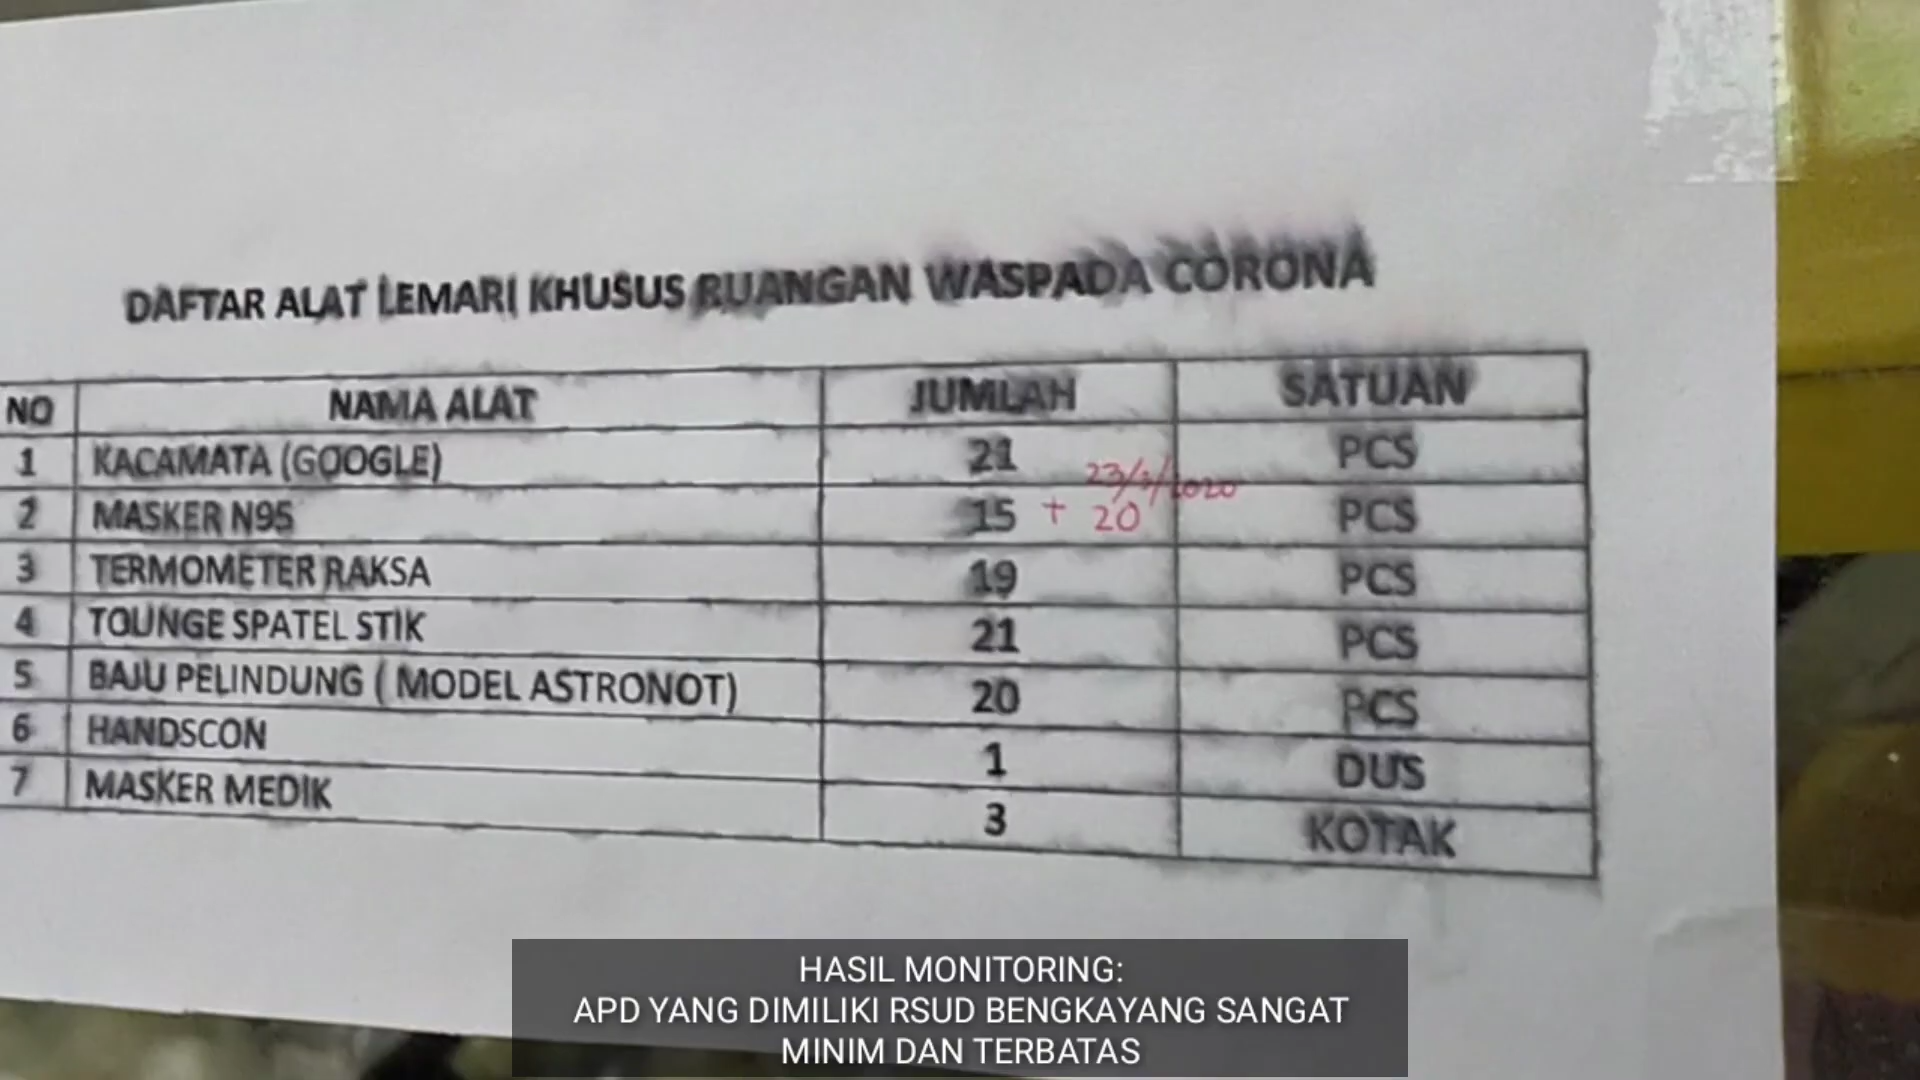 DAFTAR ALAT LEMARI KHUSUS RUANGAN WASPADA CORONA
NO NAMA ALAT JUMLAH SATUAN
1 KACAMATA (GOOGLE) 21 PCS
23/3/2020
2 MASKER N95 15 + 20 PCS
3 TERMOMETER RAKSA 19 PCS
4 TOUNGE SPATEL STIK 21 PCS
5 BAJU PELINDUNG ( MODEL ASTRONOT) 20 PCS
6 HANDSCON 1 DUS
7 MASKER MEDIK 3 KOTAK
HASIL MONITORING:
APD YANG DIMILIKI RSUD BENGKAYANG SANGAT
MINIM DAN TERBATAS